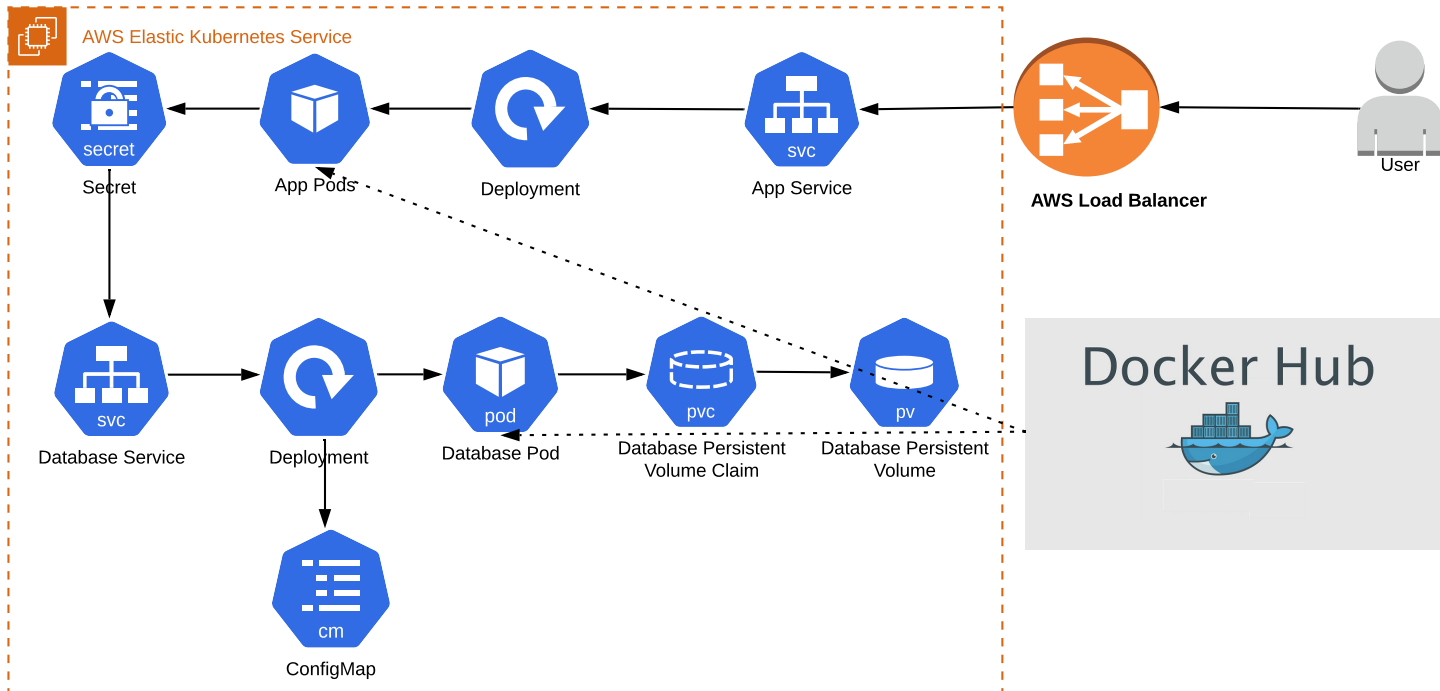 AWS Elastic Kubernetes Service
secret
svc
Secret
App Pods
Deployment
App Service
AWS Load Balancer
User
Docker Hub
svc
pod
pvc
pv
Database Service
Deployment
Database Pod
Database Persistent
Volume Claim
Database Persistent
Volume
cm
ConfigMap